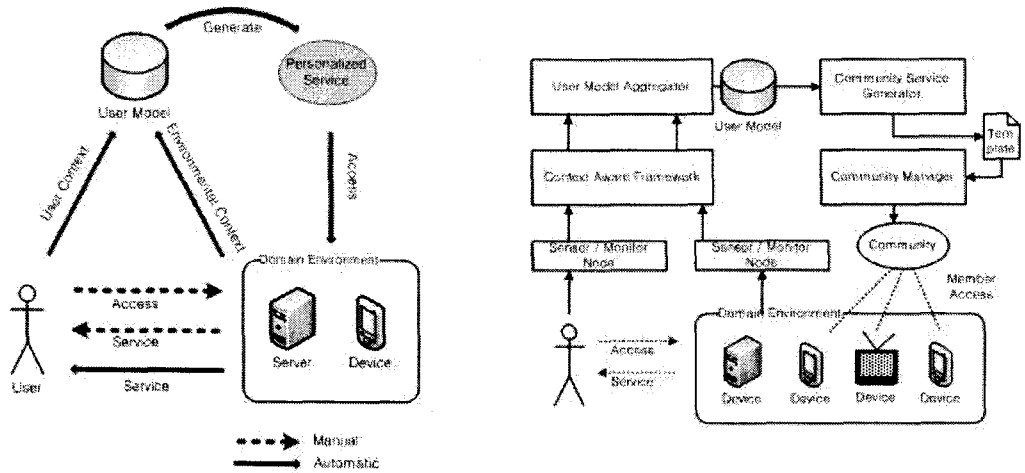 Generate
Personalized
Service
User Model
User Context
Environmental Context
Access
Domain Environment
Access
Service
Service
User
Server
Device
Manual
Automatic
User Model Aggregator
User Model
Community Service
Generator
Tem
plate
Context Aware Framework
Community Manager
Sensor / Monitor
Node
Sensor / Monitor
Node
Community
Member
Access
Domain Environment
Access
Service
Device
Device
Device
Device